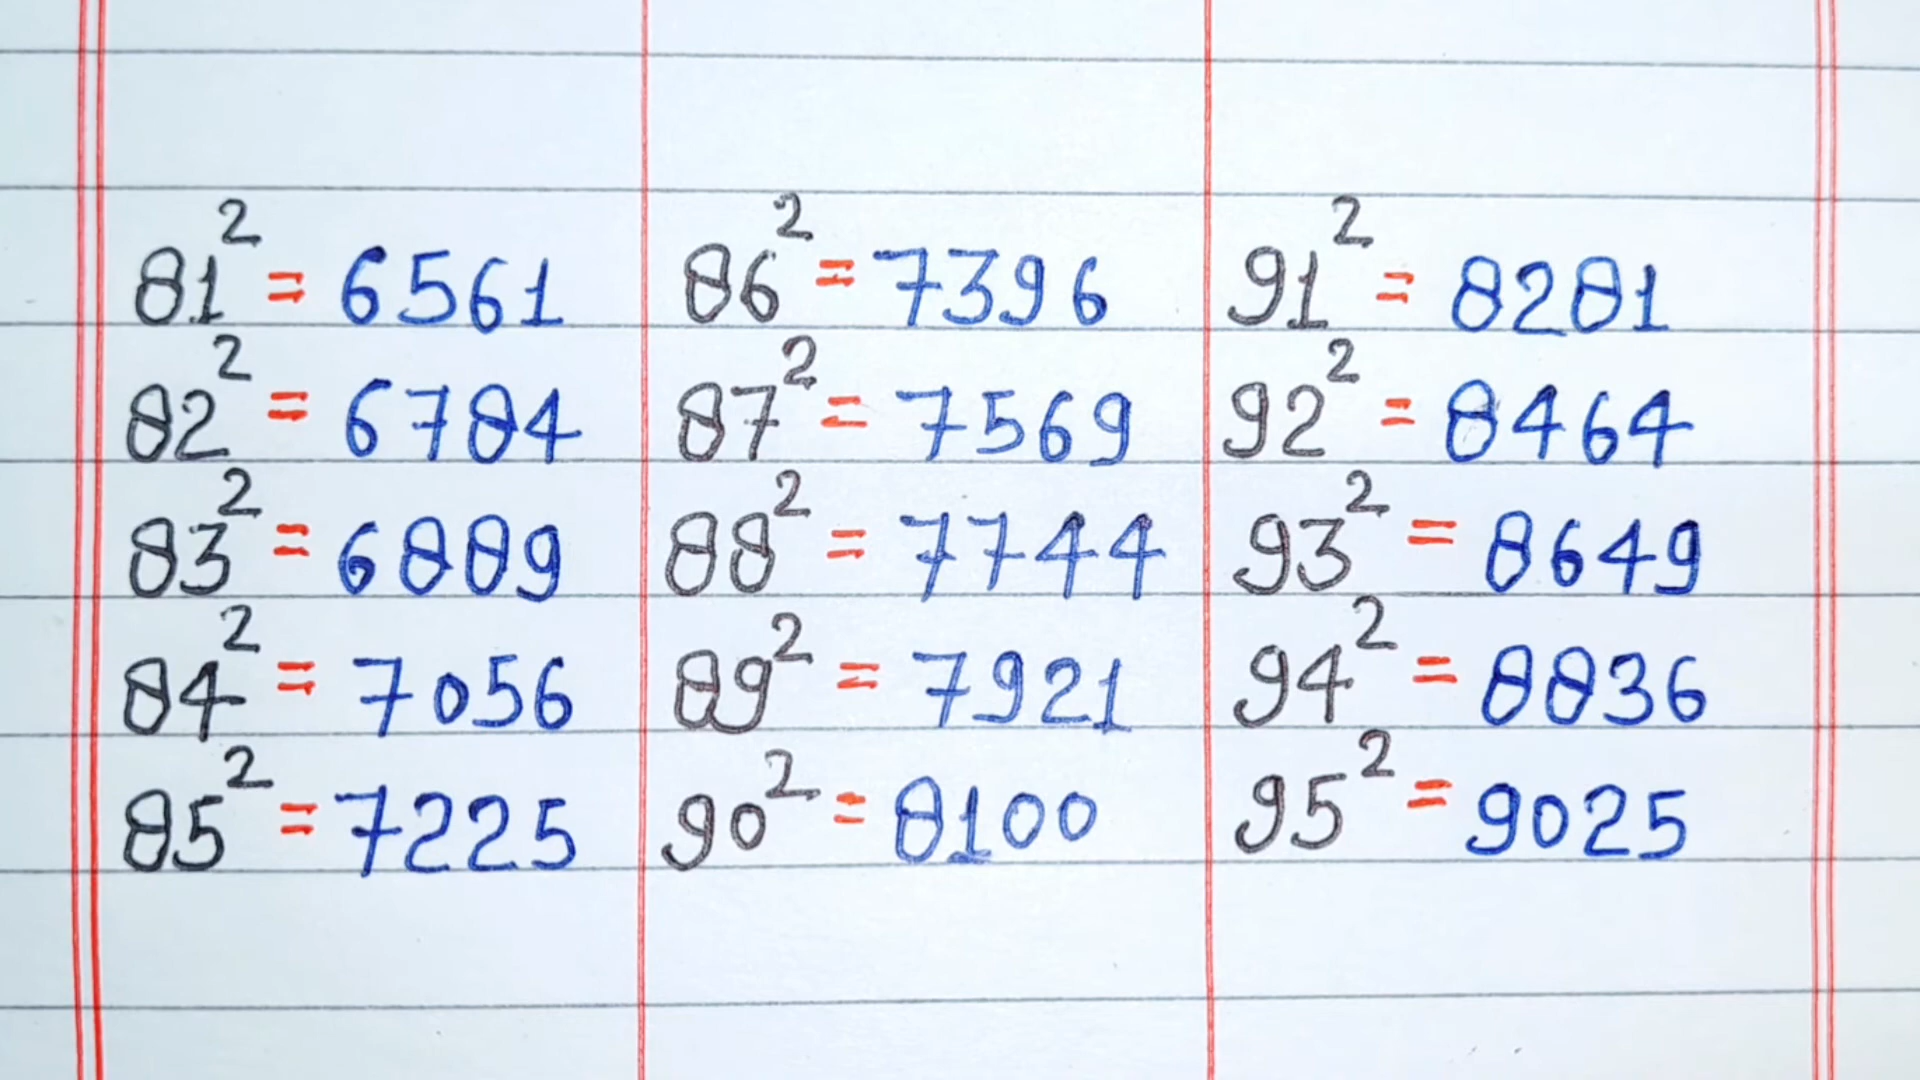 81² = 6561
82² = 6784
83² = 6889
84² = 7056
85² = 7225
86² = 7396
87² = 7569
88² = 7744
89² = 7921
90² = 8100
91² = 8281
92² = 8464
93² = 8649
94² = 8836
95² = 9025